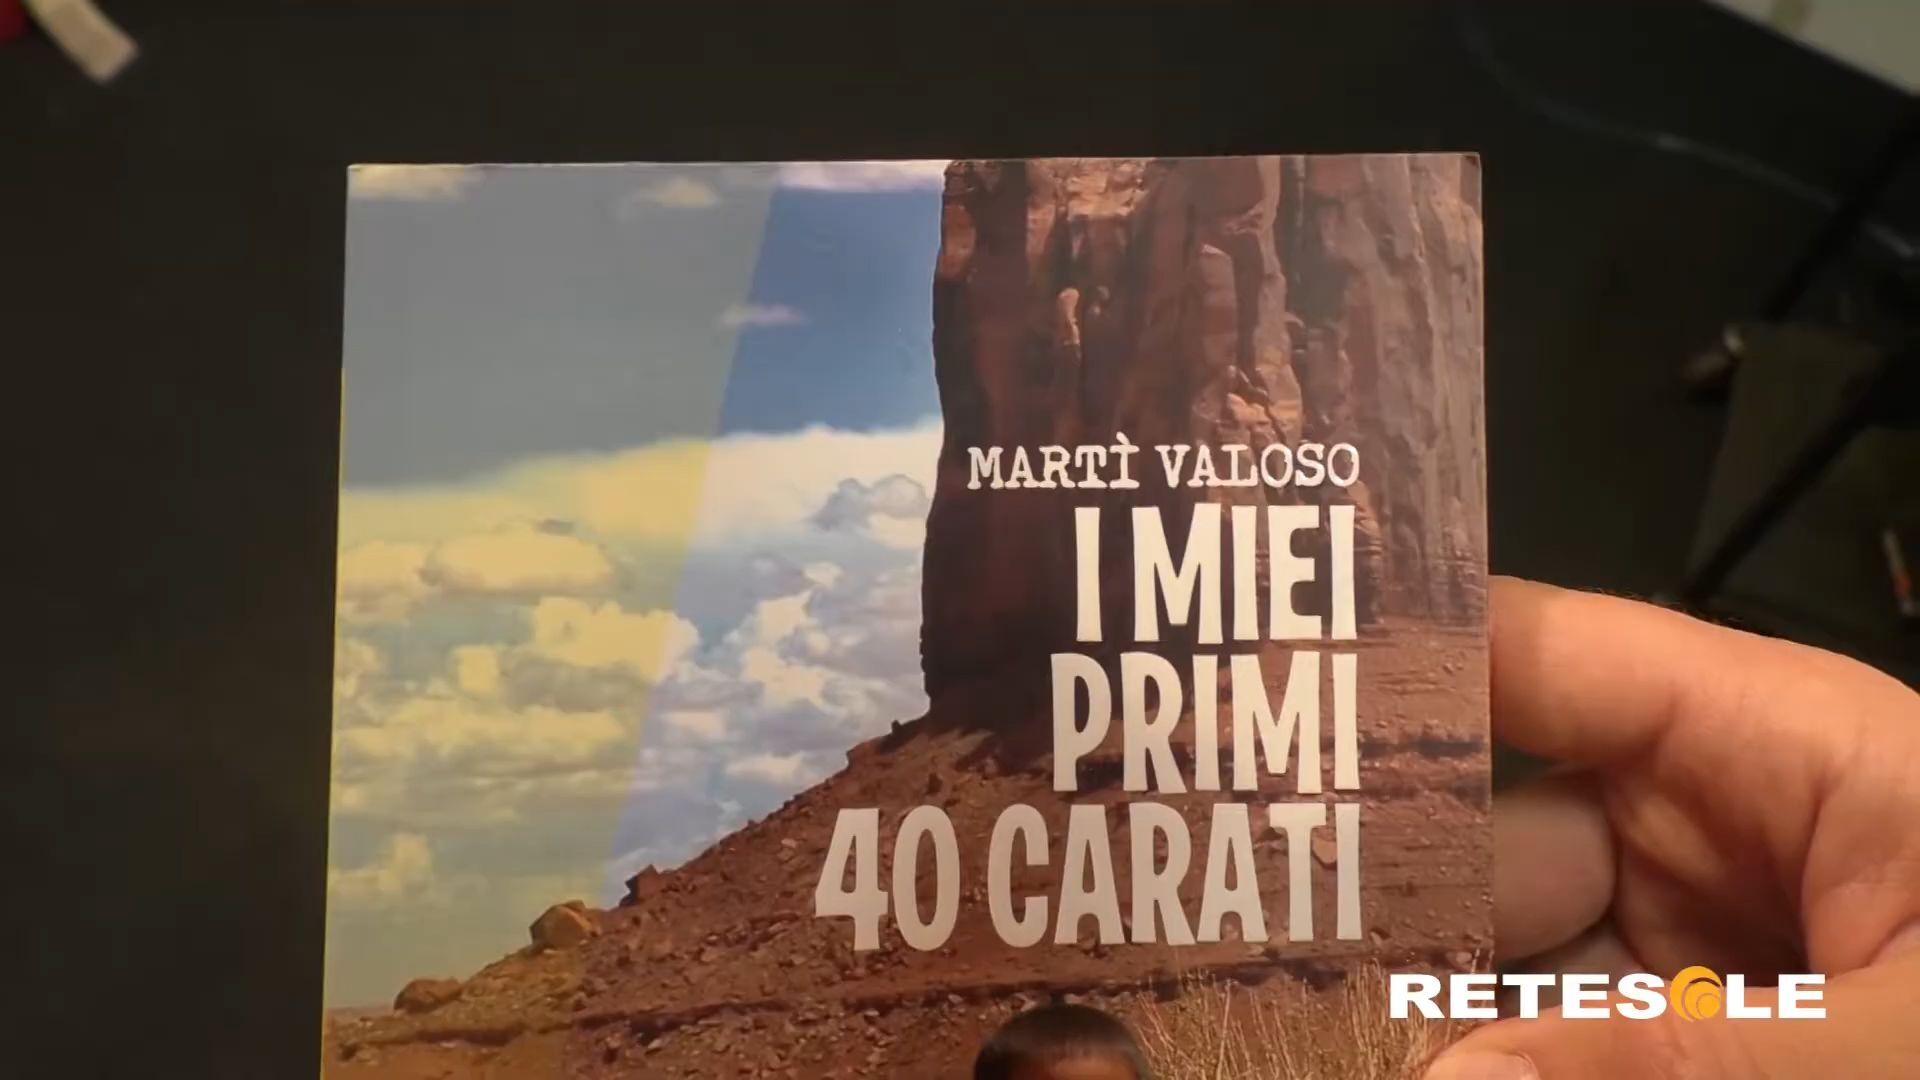 MARTÌ VALOSO
I MIEI
PRIMI
40 CARATI
RETESOLE